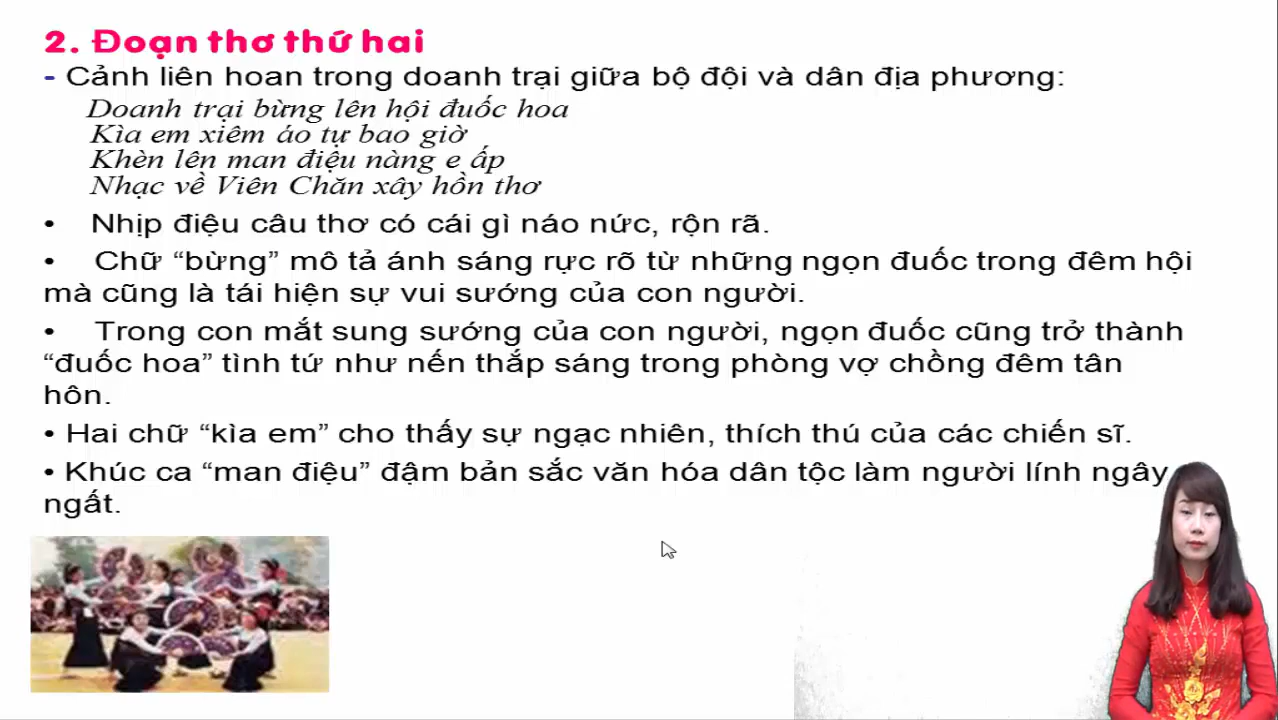 2. Đoạn thơ thứ hai
- Cảnh liên hoan trong doanh trại giữa bộ đội và dân địa phương:
Doanh trại bừng lên hội đuốc hoa
Kìa em xiêm áo tự bao giờ
Khèn lên man điệu nàng e ấp
Nhạc về Viên Chăn xây hồn thơ
• Nhịp điệu câu thơ có cái gì náo nức, rộn rã.
• Chữ “bừng” mô tả ánh sáng rực rõ từ những ngọn đuốc trong đêm hội
mà cũng là tái hiện sự vui sướng của con người.
• Trong con mắt sung sướng của con người, ngọn đuốc cũng trở thành
“đuốc hoa” tình tứ như nến thắp sáng trong phòng vợ chồng đêm tân
hôn.
• Hai chữ “kìa em” cho thấy sự ngạc nhiên, thích thú của các chiến sĩ.
• Khúc ca “man điệu” đậm bản sắc văn hóa dân tộc làm người lính ngây
ngất.